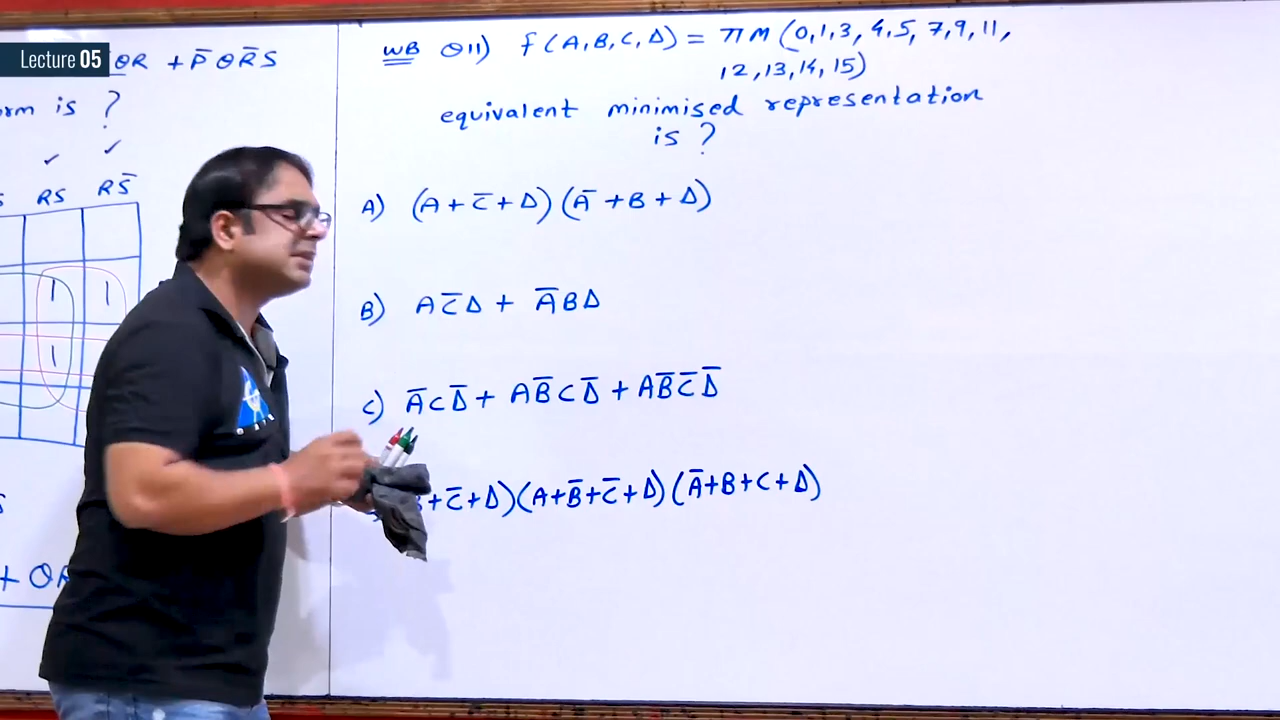 Lecture 05
QR + P̄QR̄S
rm is ?
RS RS̄
1 1
1
+ Q
WB Q11) f(A,B,C,D) = πM(0,1,3,4,5,7,9,11,
12,13,14,15)
equivalent minimised representation
is ?
A) (A+C̄+D)(Ā+B+D)
B) AC̄D + ĀBD
C) ĀCD̄ + AB̄CD̄ + AB̄C̄D̄
B+C̄+D)(A+B̄+C̄+D)(Ā+B+C+D)